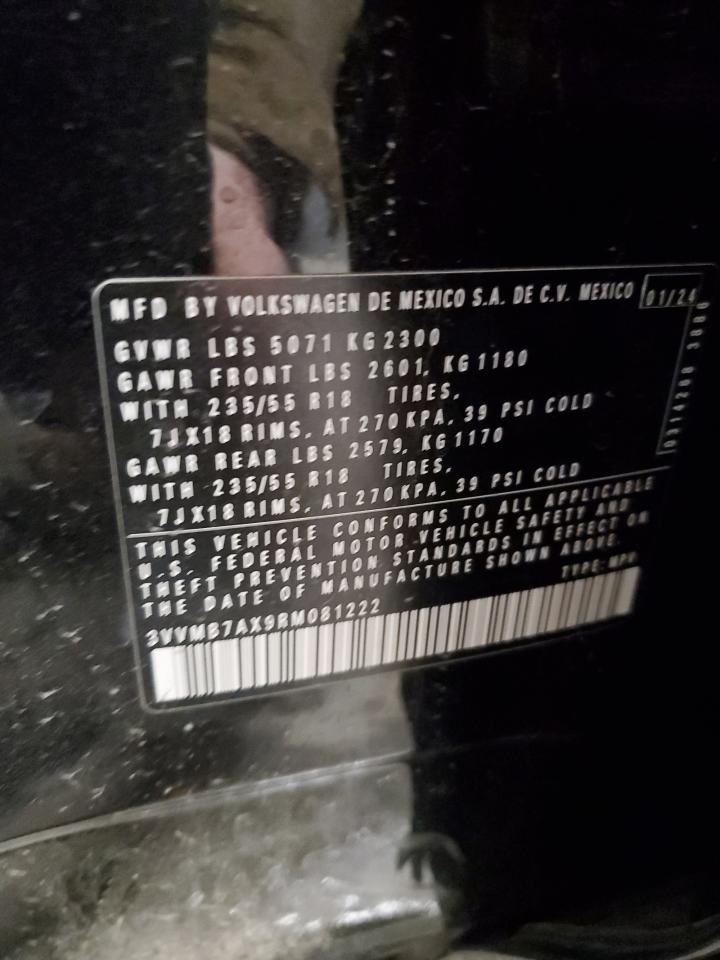 MFD BY VOLKSWAGEN DE MEXICO S.A. DE C.V. MEXICO 01/24
GVWR LBS 5071 KG 2300
GAWR FRONT LBS 2601, KG 1180
WITH 235/55 R18 TIRES,
7JX18 RIMS, AT 270 KPA, 39 PSI COLD
GAWR REAR LBS 2579, KG 1170
WITH 235/55 R18 TIRES,
7JX18 RIMS, AT 270 KPA, 39 PSI COLD
THIS VEHICLE CONFORMS TO ALL APPLICABLE
U.S. FEDERAL MOTOR VEHICLE SAFETY AND
THEFT PREVENTION STANDARDS IN EFFECT ON
THE DATE OF MANUFACTURE SHOWN ABOVE.
TYPE: MPV
3VVMB7AX9RM081222